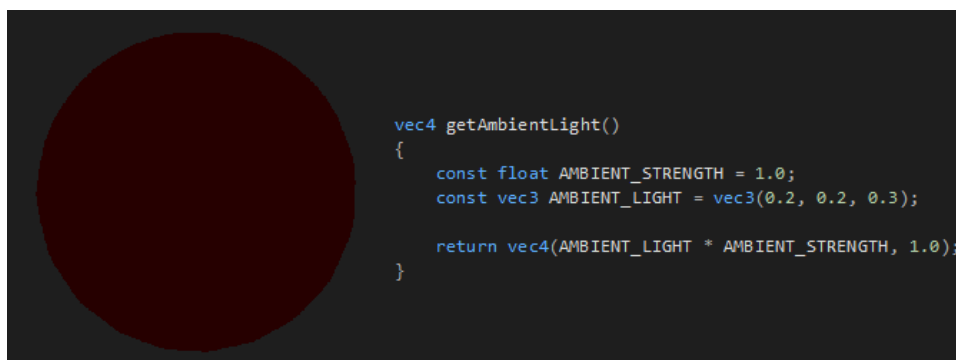 vec4 getAmbientLight()
{
    const float AMBIENT_STRENGTH = 1.0;
    const vec3 AMBIENT_LIGHT = vec3(0.2, 0.2, 0.3);
    return vec4(AMBIENT_LIGHT * AMBIENT_STRENGTH, 1.0);
}